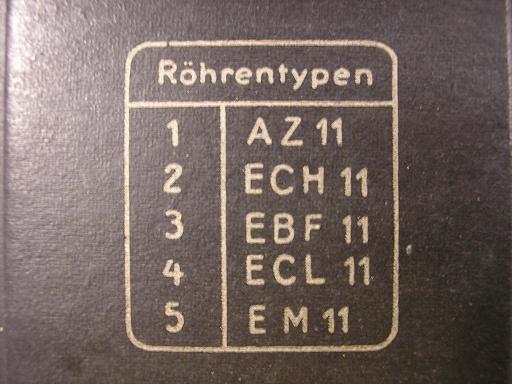 Röhrentypen
1 AZ 11
2 ECH 11
3 EBF 11
4 ECL 11
5 EM 11